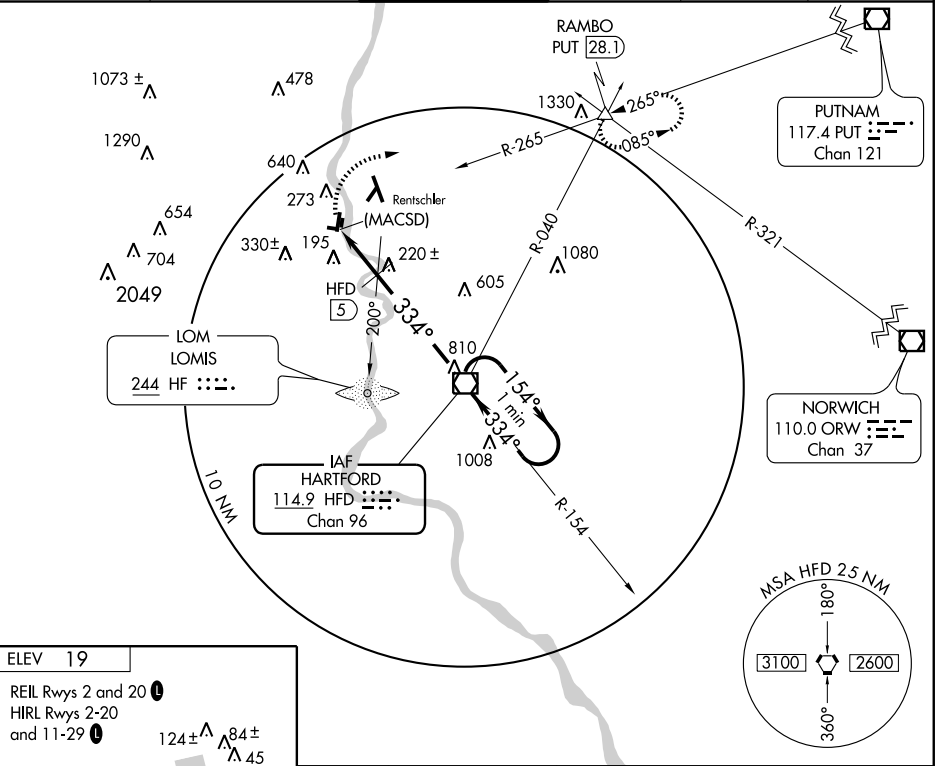 RAMBO
PUT 28.1
1073 ±
478
1330
265°
085°
R-265
PUTNAM
117.4 PUT
Chan 121
1290
640
273
Rentschler
(MACSD)
R-040
R-321
654
704
2049
330±
195
220 ±
1080
605
HFD
5
200°
334°
LOM
LOMIS
244 HF
810
154°
1 min
334°
1008
NORWICH
110.0 ORW
Chan 37
IAF
HARTFORD
114.9 HFD
Chan 96
10 NM
R-154
MSA HFD 25 NM
180°
3100
2600
360°
ELEV 19
REIL Rwys 2 and 20 L
HIRL Rwys 2-20
and 11-29 L
124±
84±
45